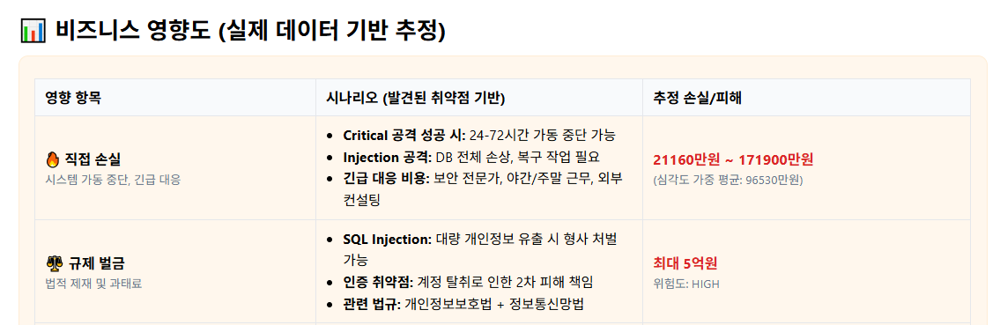 비즈니스 영향도 (실제 데이터 기반 추정)
영향 항목
시나리오 (발견된 취약점 기반)
추정 손실/피해
직접 손실
시스템 가동 중단, 긴급 대응
• Critical 공격 성공 시: 24-72시간 가동 중단 가능
• Injection 공격: DB 전체 손상, 복구 작업 필요
• 긴급 대응 비용: 보안 전문가, 야간/주말 근무, 외부
컨설팅
21160만원 ~ 171900만원
(심각도 가중 평균: 96530만원)
규제 벌금
법적 제재 및 과태료
• SQL Injection: 대량 개인정보 유출 시 형사 처벌
가능
• 인증 취약점: 계정 탈취로 인한 2차 피해 책임
• 관련 법규: 개인정보보호법 + 정보통신망법
최대 5억원
위험도: HIGH